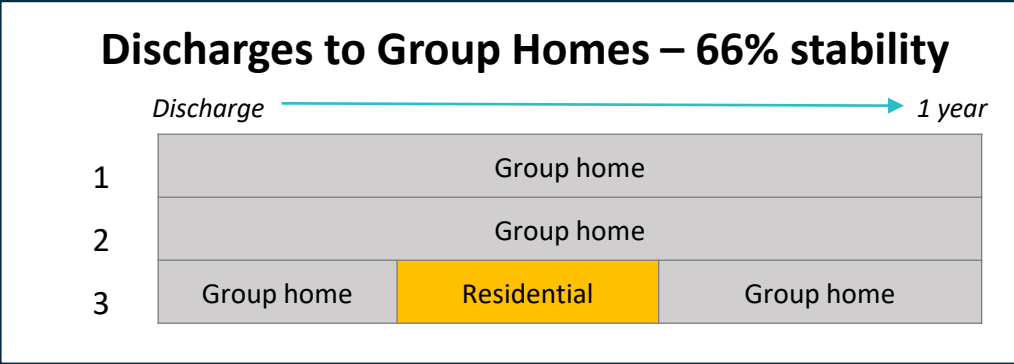 Discharges to Group Homes – 66% stability
Discharge 1 year
1 Group home
2 Group home
3 Group home Residential Group home